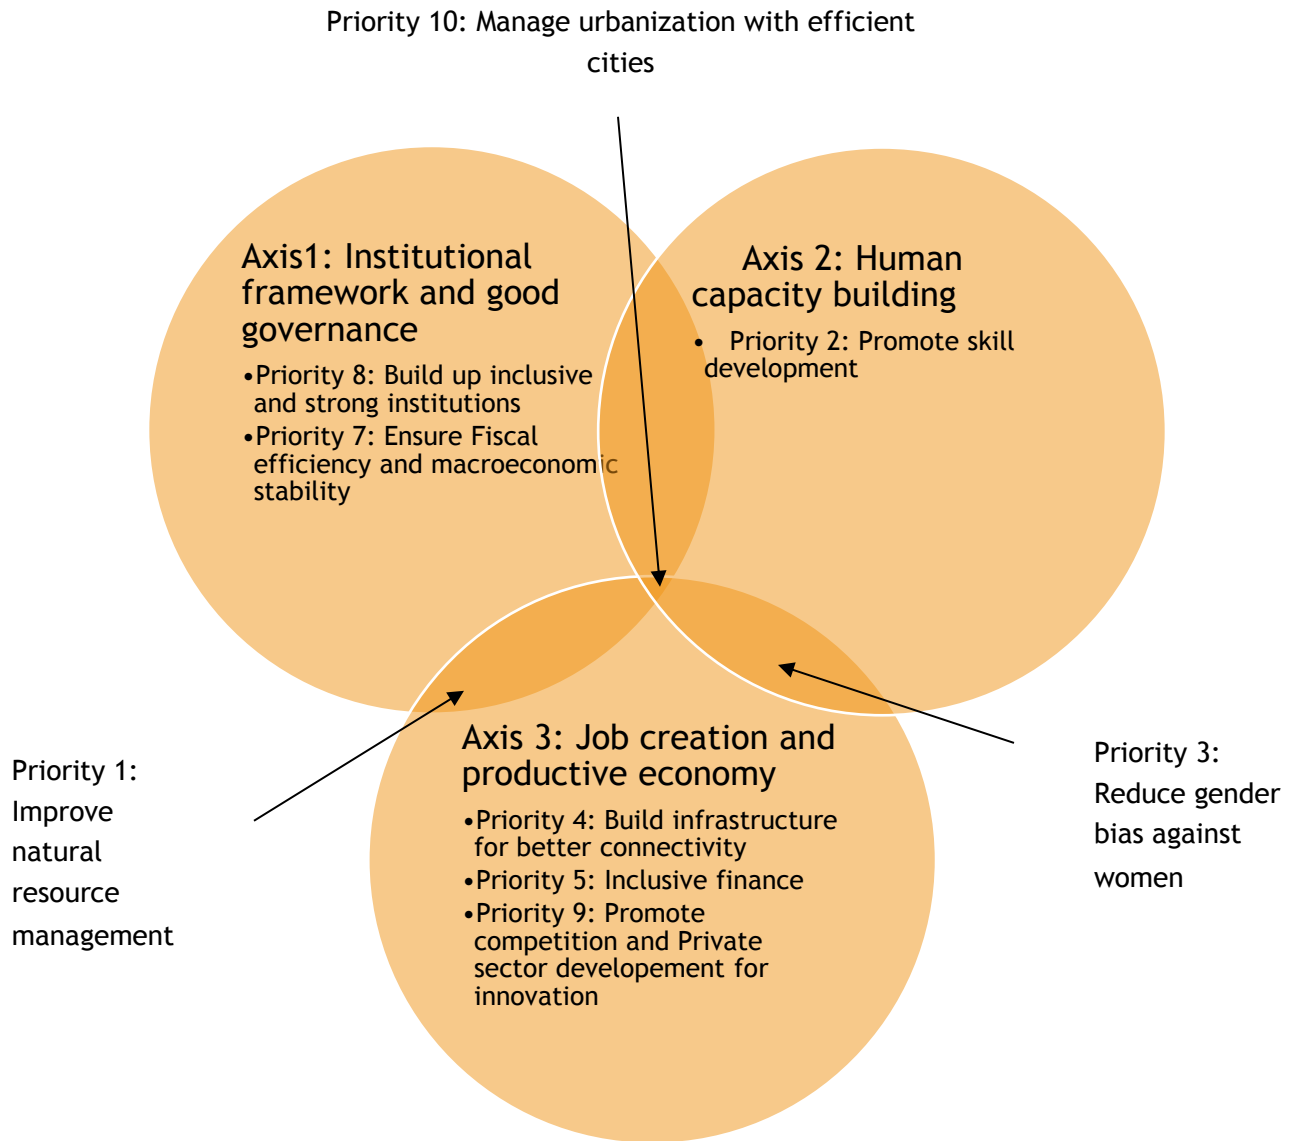 Priority 10: Manage urbanization with efficient
cities
Axis1: Institutional
framework and good
governance
•Priority 8: Build up inclusive
and strong institutions
•Priority 7: Ensure Fiscal
efficiency and macroeconomic
stability
Axis 2: Human
capacity building
• Priority 2: Promote skill
development
Axis 3: Job creation and
productive economy
•Priority 4: Build infrastructure
for better connectivity
•Priority 5: Inclusive finance
•Priority 9: Promote
competition and Private
sector developement for
innovation
Priority 1:
Improve
natural
resource
management
Priority 3:
Reduce gender
bias against
women